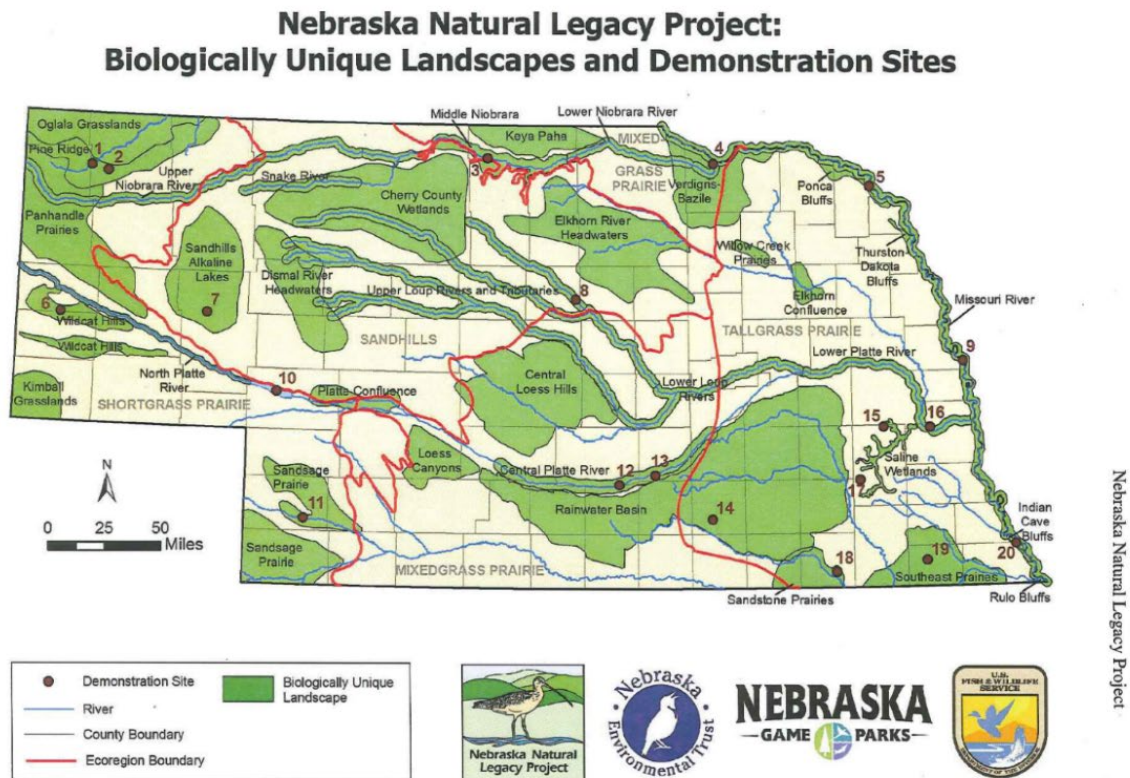 Nebraska Natural Legacy Project:
Biologically Unique Landscapes and Demonstration Sites
Middle Niobrara
Lower Niobrara River
Oglala Grasslands
Keya Paha
MIXED-
GRASS
PRAIRIE
1
2
3
4
5
Pine Ridge
Upper
Niobrara River
Snake River
Cherry County
Wetlands
Verdigris-
Bazile
Ponca
Bluffs
Panhandle
Prairies
Elkhorn River
Headwaters
Sandhills
Alkaline
Lakes
Willow Creek
Prairies
Thurston-
Dakota
Bluffs
Dismal River
Headwaters
Upper Loup Rivers and Tributaries
8
Elkhorn
Confluence
Missouri River
6
7
Wildcat Hills
Wildcat Hills
SANDHILLS
TALLGRASS PRAIRIE
Lower Platte River
9
North Platte
River
10
Central
Loess Hills
Lower Loup
Rivers
Kimball
Grasslands
SHORTGRASS PRAIRIE
Platte Confluence
15
16
Loess
Canyons
Saline
Wetlands
Sandsage
Prairie
Central Platte River
12
13
17
N
11
Rainwater Basin
14
Indian
Cave
Bluffs
0 25 50
Miles
Sandsage
Prairie
MIXEDGRASS PRAIRIE
18
19
20
Southeast Prairies
Sandstone Prairies
Rulo Bluffs
Nebraska Natural Legacy Project
Demonstration Site
River
County Boundary
Ecoregion Boundary
Biologically Unique
Landscape
Nebraska Natural
Legacy Project
Nebraska
Environmental Trust
NEBRASKA
GAME PARKS
U.S.
FISH & WILDLIFE
SERVICE
DEPARTMENT OF THE INTERIOR